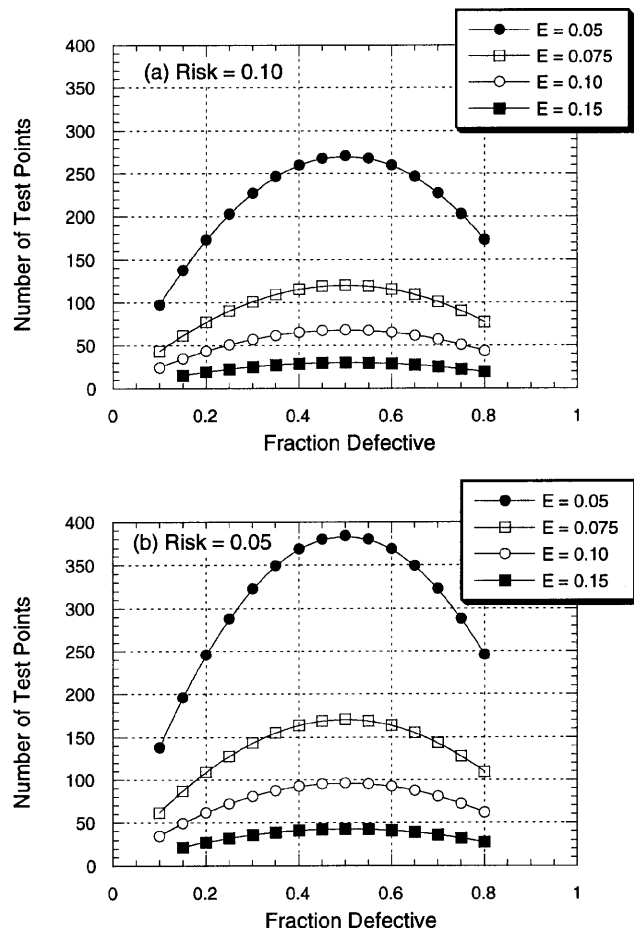 E = 0.05
E = 0.075
E = 0.10
E = 0.15
(a) Risk = 0.10
400
350
300
250
200
150
100
50
0
Number of Test Points
0 0.2 0.4 0.6 0.8 1
Fraction Defective
E = 0.05
E = 0.075
E = 0.10
E = 0.15
(b) Risk = 0.05
400
350
300
250
200
150
100
50
0
Number of Test Points
0 0.2 0.4 0.6 0.8 1
Fraction Defective